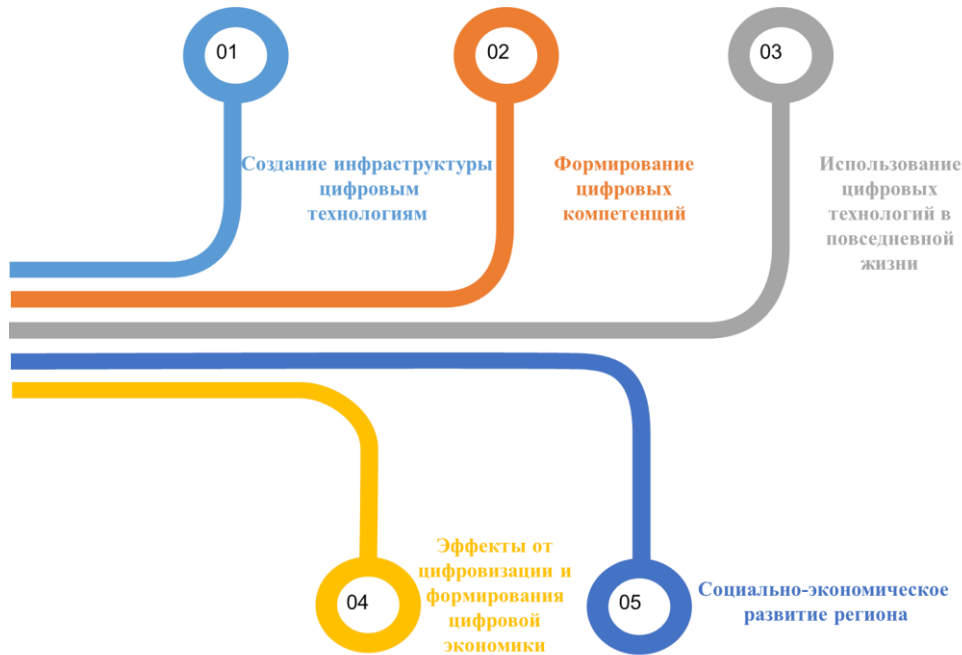 01
Создание инфраструктуры
цифровым
технологиям
02
Формирование
цифровых
компетенций
03
Использование
цифровых
технологий в
повседневной
жизни
04
Эффекты от
цифровизации и
формирования
цифровой
экономики
05
Социально-экономическое
развитие региона